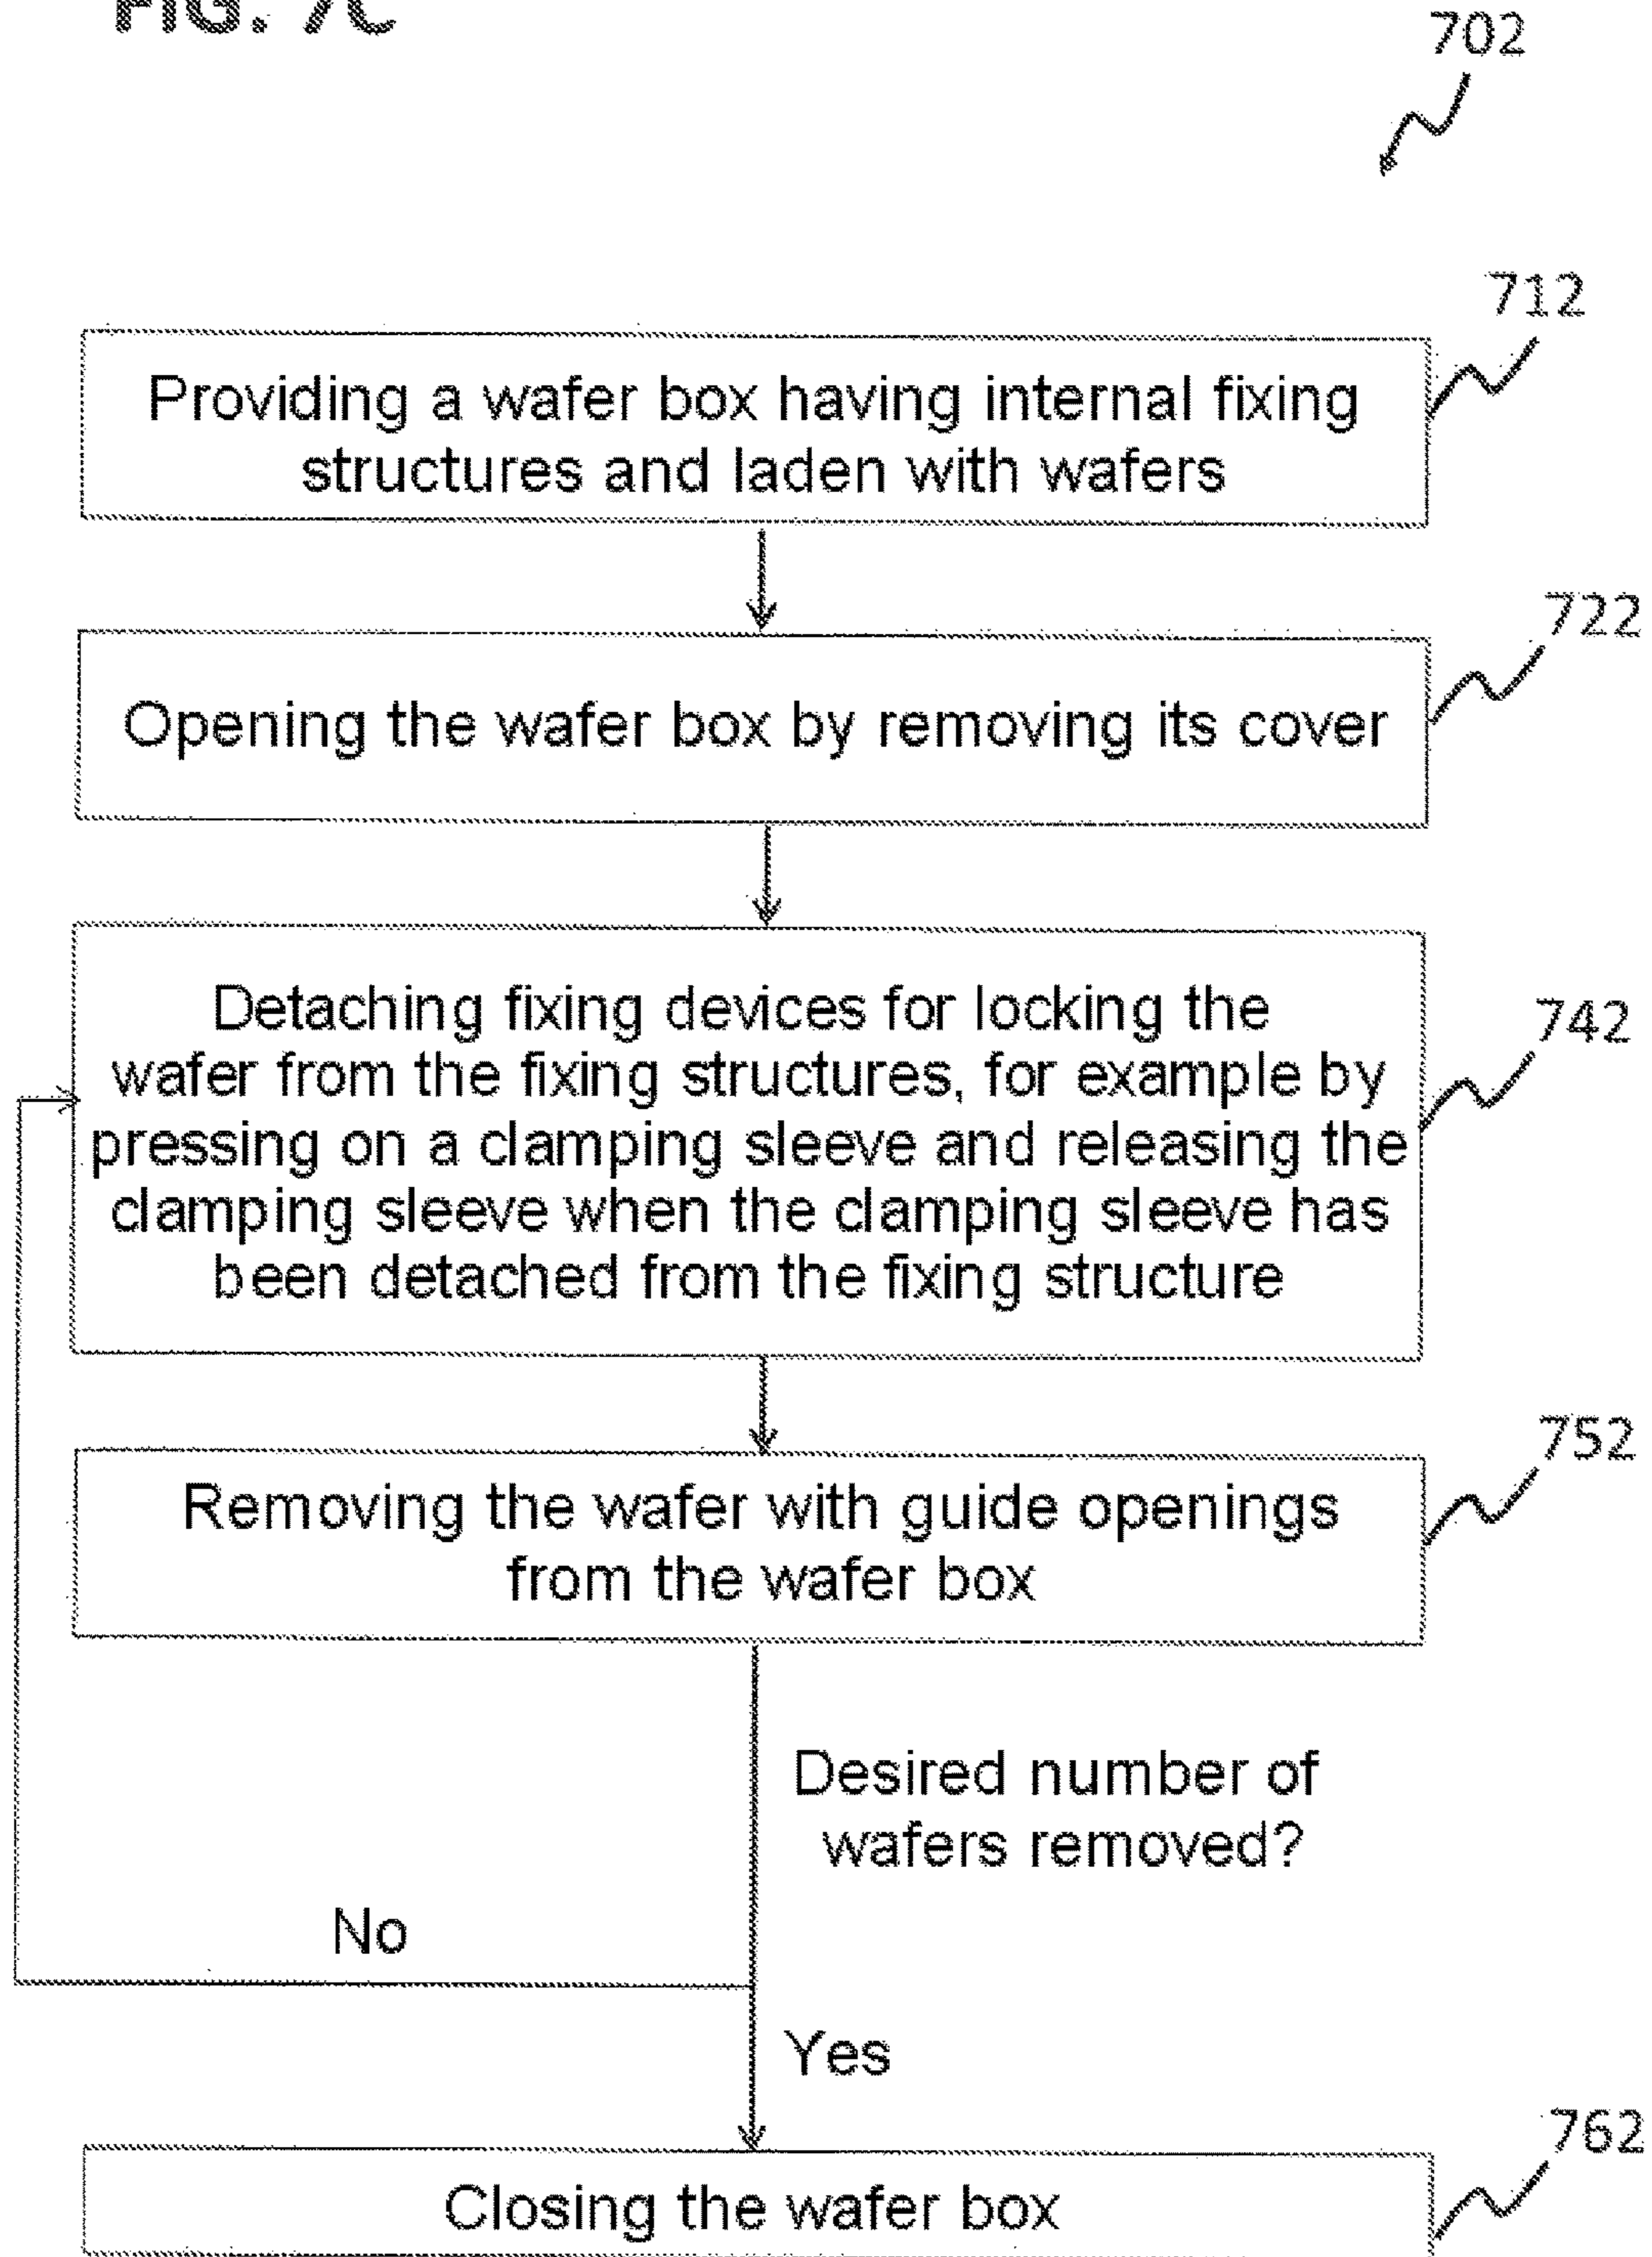 FIG. 7C
702
712
Providing a wafer box having internal fixing
structures and laden with wafers
722
Opening the wafer box by removing its cover
742
Detaching fixing devices for locking the
wafer from the fixing structures, for example by
pressing on a clamping sleeve and releasing the
clamping sleeve when the clamping sleeve has
been detached from the fixing structure
752
Removing the wafer with guide openings
from the wafer box
Desired number of
wafers removed?
No
Yes
762
Closing the wafer box